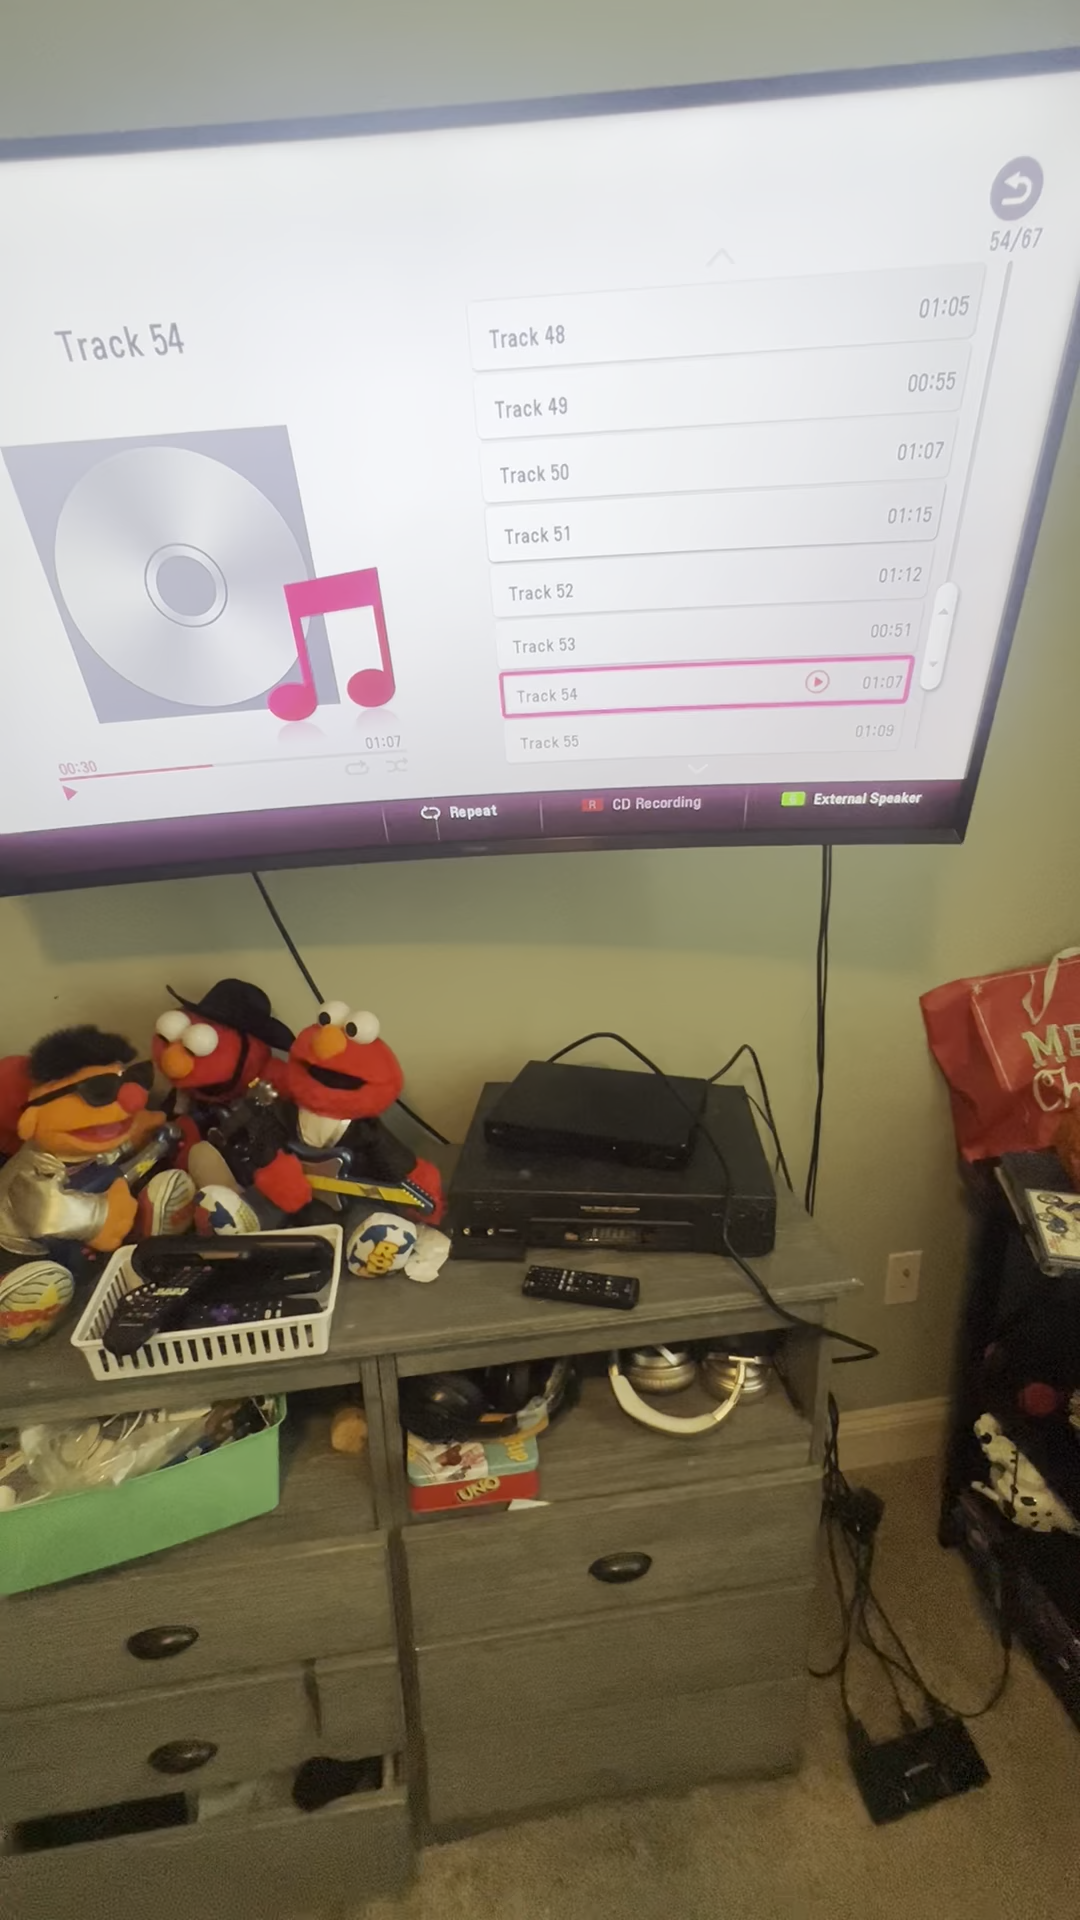 54/67
Track 54
Track 48 01:05
Track 49 00:55
Track 50 01:07
Track 51 01:15
Track 52 01:12
Track 53 00:51
Track 54 01:07
Track 55 01:09
00:30 01:07
Repeat
R CD Recording
External Speaker
UNO